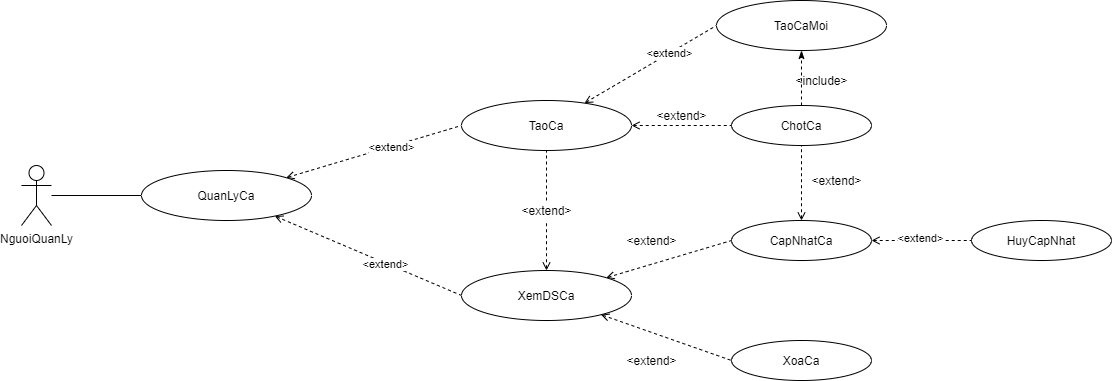 TaoCaMoi
<extend>
<include>
TaoCa
<extend>
ChotCa
<extend>
<extend>
QuanLyCa
<extend>
NguoiQuanLy
<extend>
<extend>
CapNhatCa
<extend>
HuyCapNhat
<extend>
XemDSCa
<extend>
XoaCa